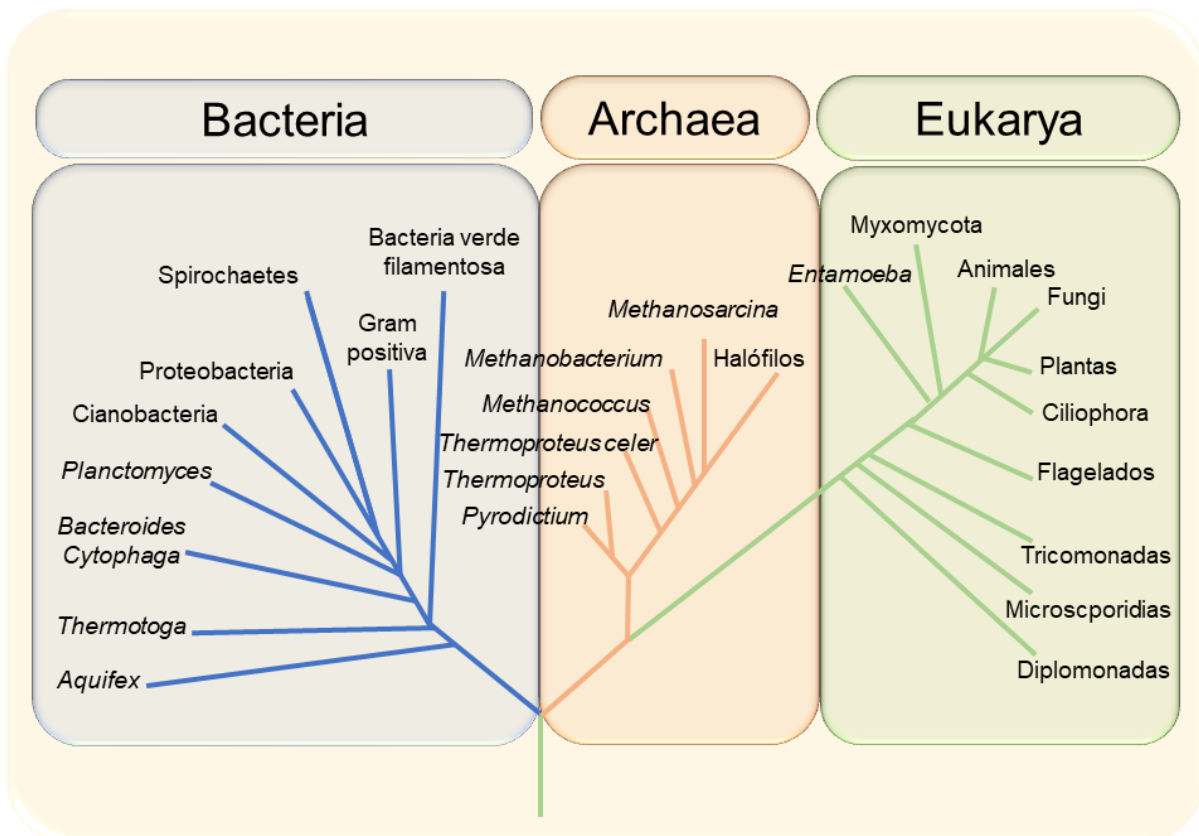 Bacteria
Archaea
Eukarya
Bacteria verde
filamentosa
Spirochaetes
Gram
positiva
Proteobacteria
Cianobacteria
Planctomyces
Bacteroides
Cytophaga
Thermotoga
Aquifex
Methanosarcina
Methanobacterium
Halófilos
Methanococcus
Thermoproteus celer
Thermoproteus
Pyrodictium
Myxomycota
Entamoeba
Animales
Fungi
Plantas
Ciliophora
Flagelados
Tricomonadas
Microscporidias
Diplomonadas